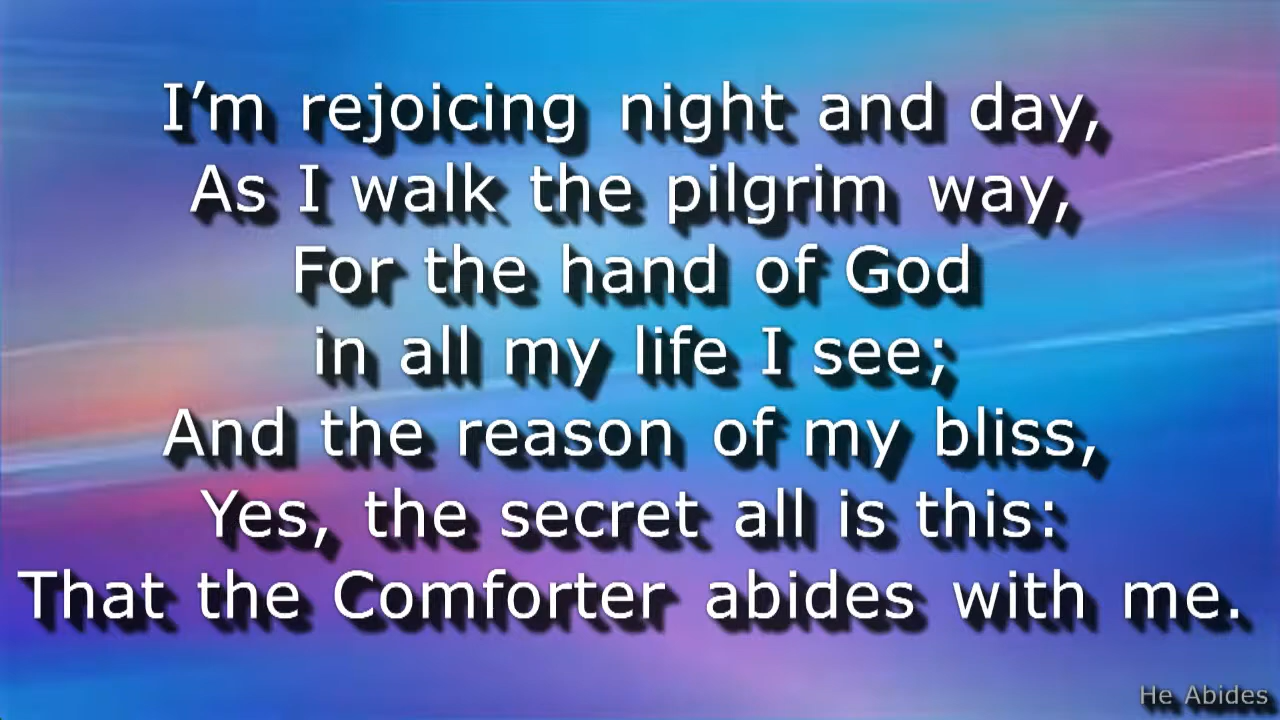 I’m rejoicing night and day,
As I walk the pilgrim way,
For the hand of God
in all my life I see;
And the reason of my bliss,
Yes, the secret all is this:
That the Comforter abides with me.
He Abides